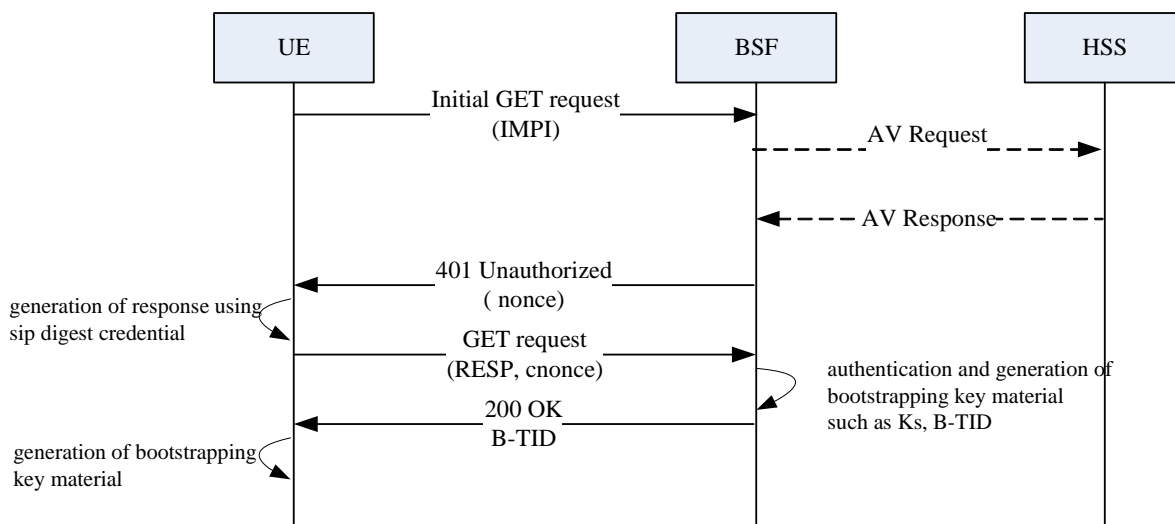 UE
BSF
HSS
Initial GET request
(IMPI)
AV Request
AV Response
401 Unauthorized
( nonce)
generation of response using
sip digest credential
GET request
(RESP, cnonce)
authentication and generation of
bootstrapping key material
such as Ks, B-TID
200 OK
B-TID
generation of bootstrapping
key material